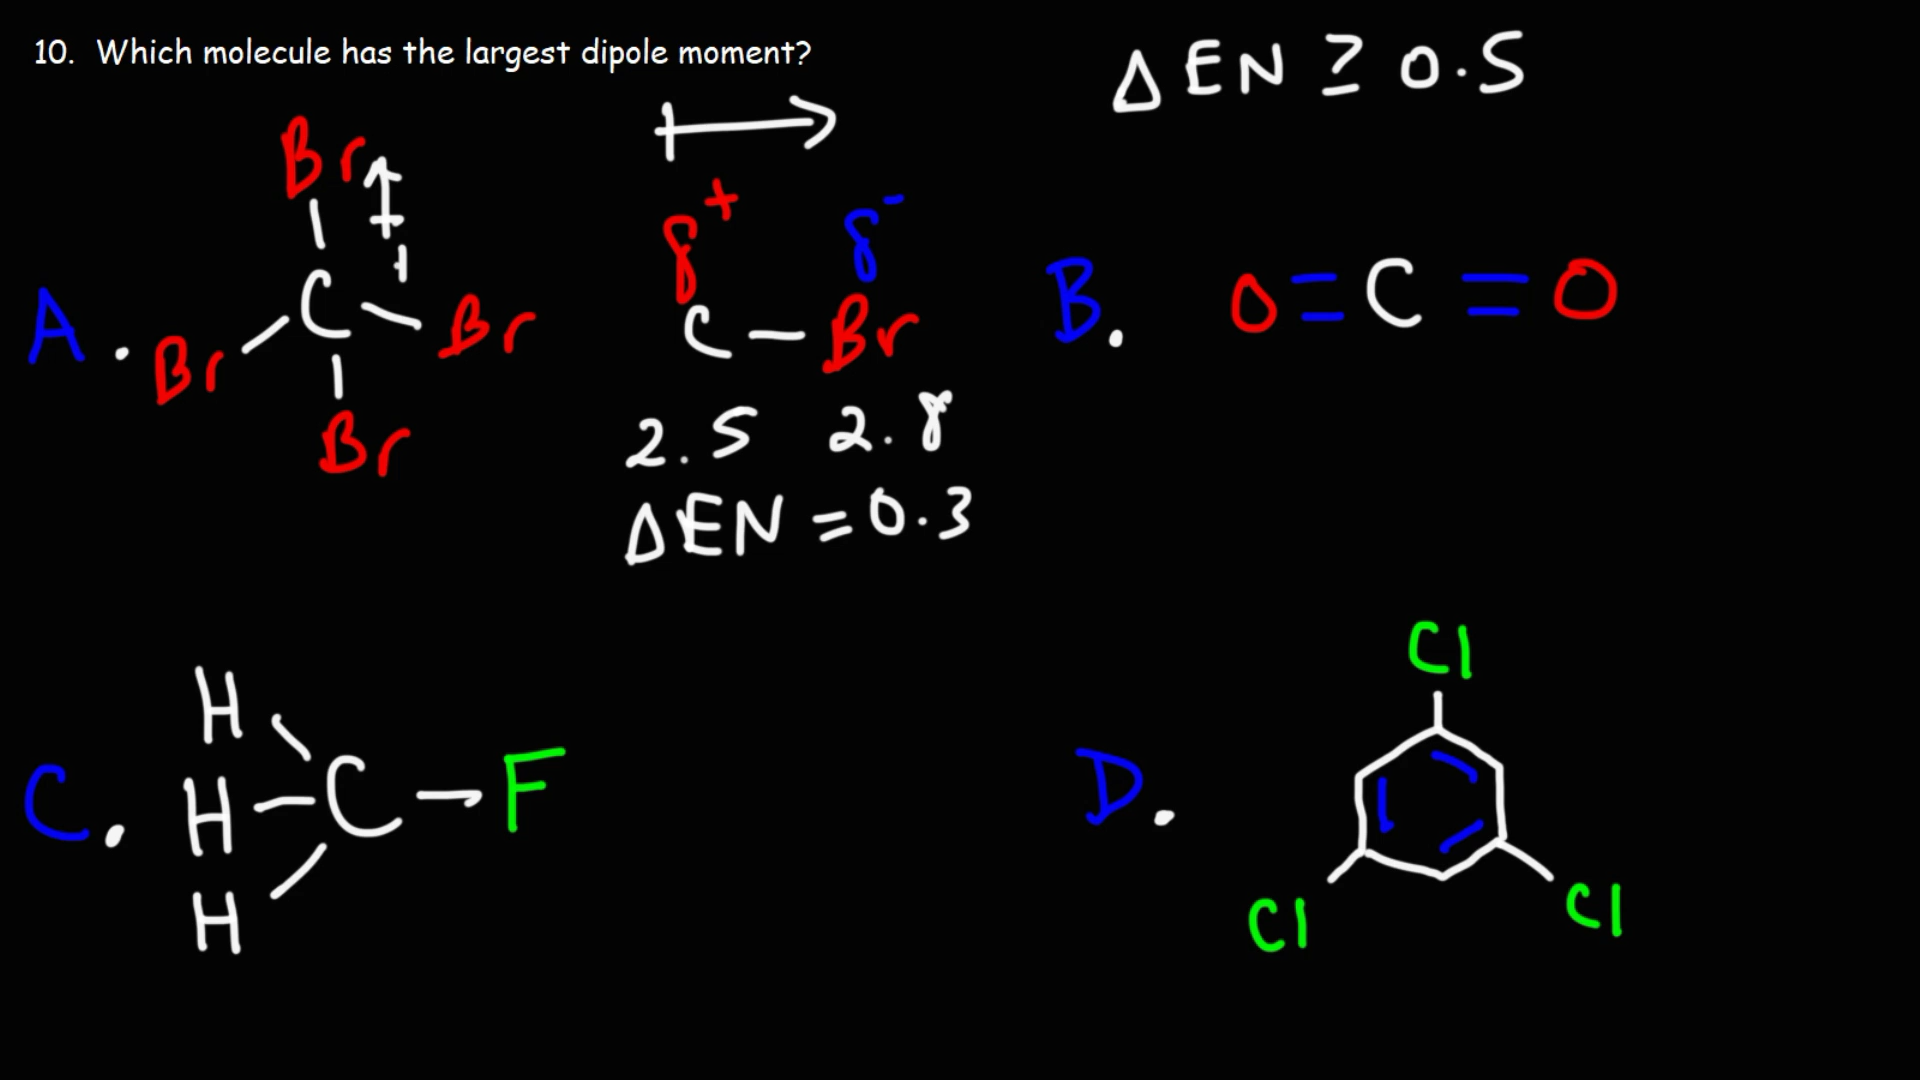 10. Which molecule has the largest dipole moment?
ΔEN ≥ 0.5
A. Br
Br C Br
Br
δ+ δ-
C - Br
2.5 2.8
ΔEN = 0.3
B. O=C=O
C. H
H-C-F
H
D. Cl
Cl Cl